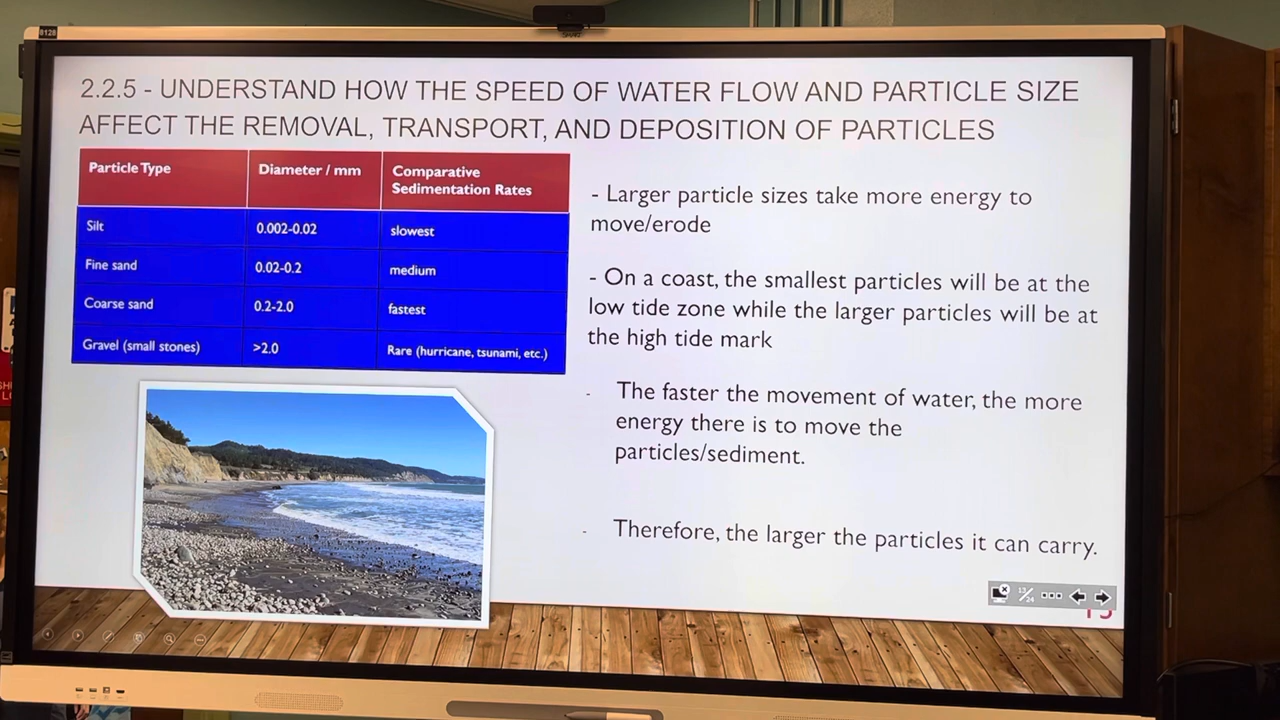 B128
SMART
2.2.5 - UNDERSTAND HOW THE SPEED OF WATER FLOW AND PARTICLE SIZE
AFFECT THE REMOVAL, TRANSPORT, AND DEPOSITION OF PARTICLES
Particle Type Diameter / mm Comparative
Sedimentation Rates
Silt 0.002-0.02 slowest
Fine sand 0.02-0.2 medium
Coarse sand 0.2-2.0 fastest
Gravel (small stones) >2.0 Rare (hurricane, tsunami, etc.)
- Larger particle sizes take more energy to
move/erode
- On a coast, the smallest particles will be at the
low tide zone while the larger particles will be at
the high tide mark
- The faster the movement of water, the more
energy there is to move the
particles/sediment.
- Therefore, the larger the particles it can carry.
13/24